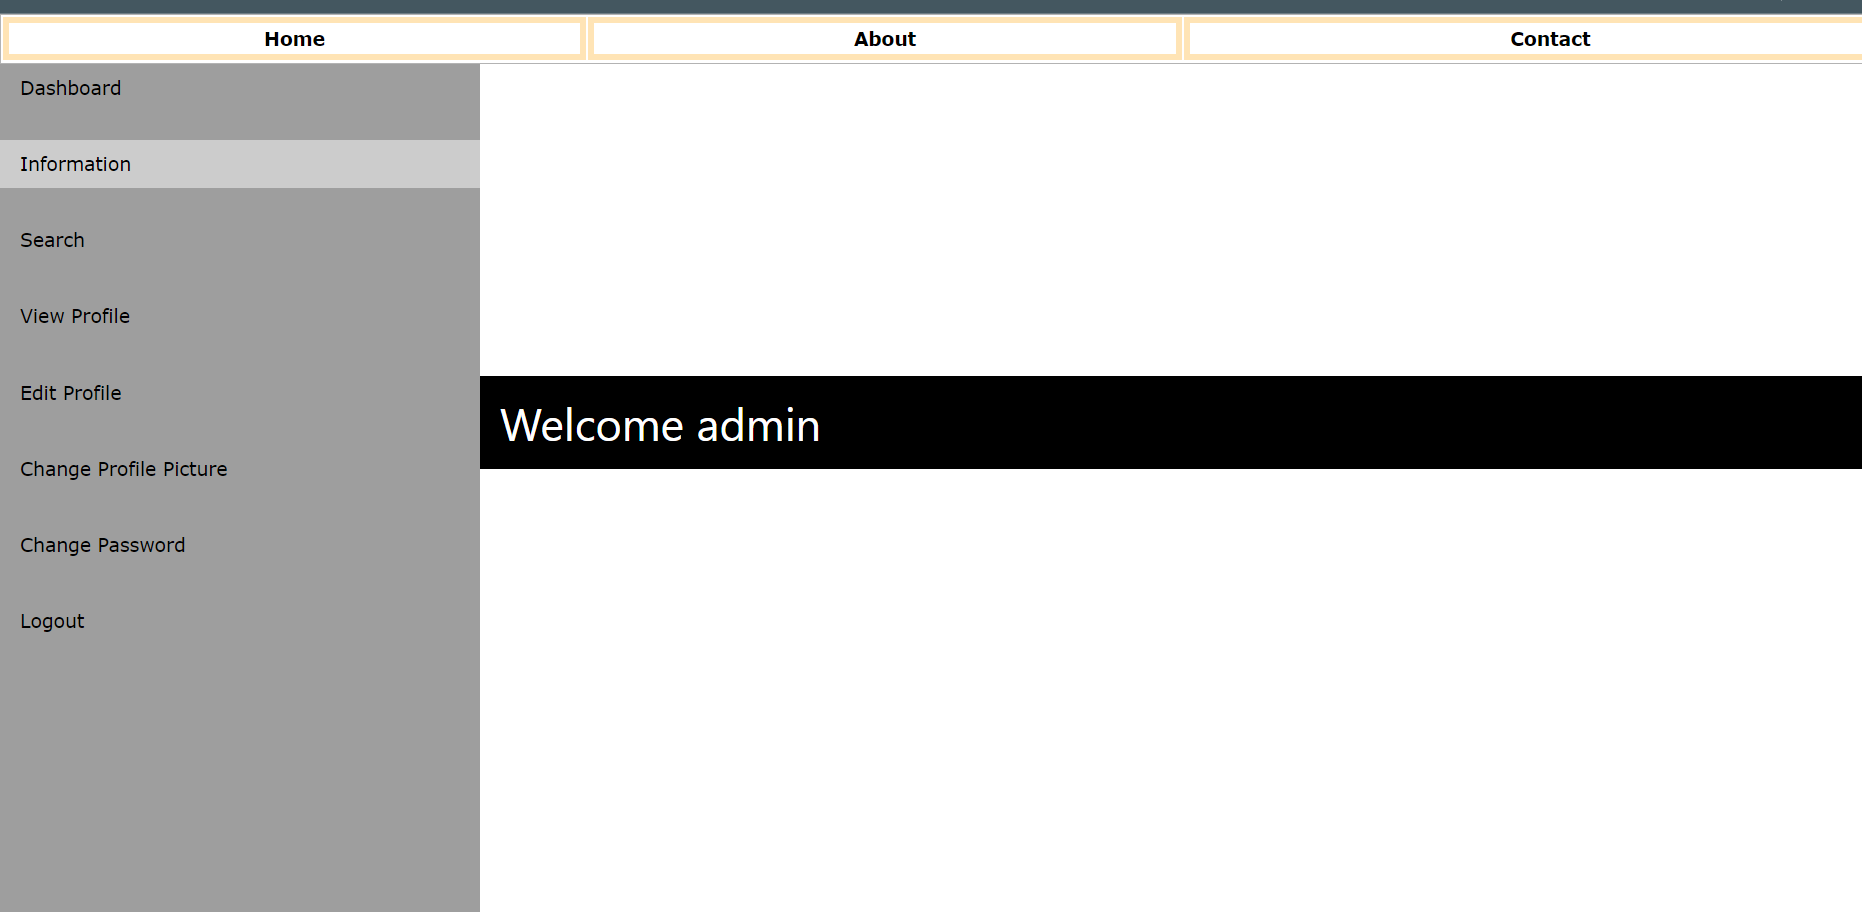 Home About Contact
Dashboard
Information
Search
View Profile
Edit Profile
Change Profile Picture
Change Password
Logout
Welcome admin